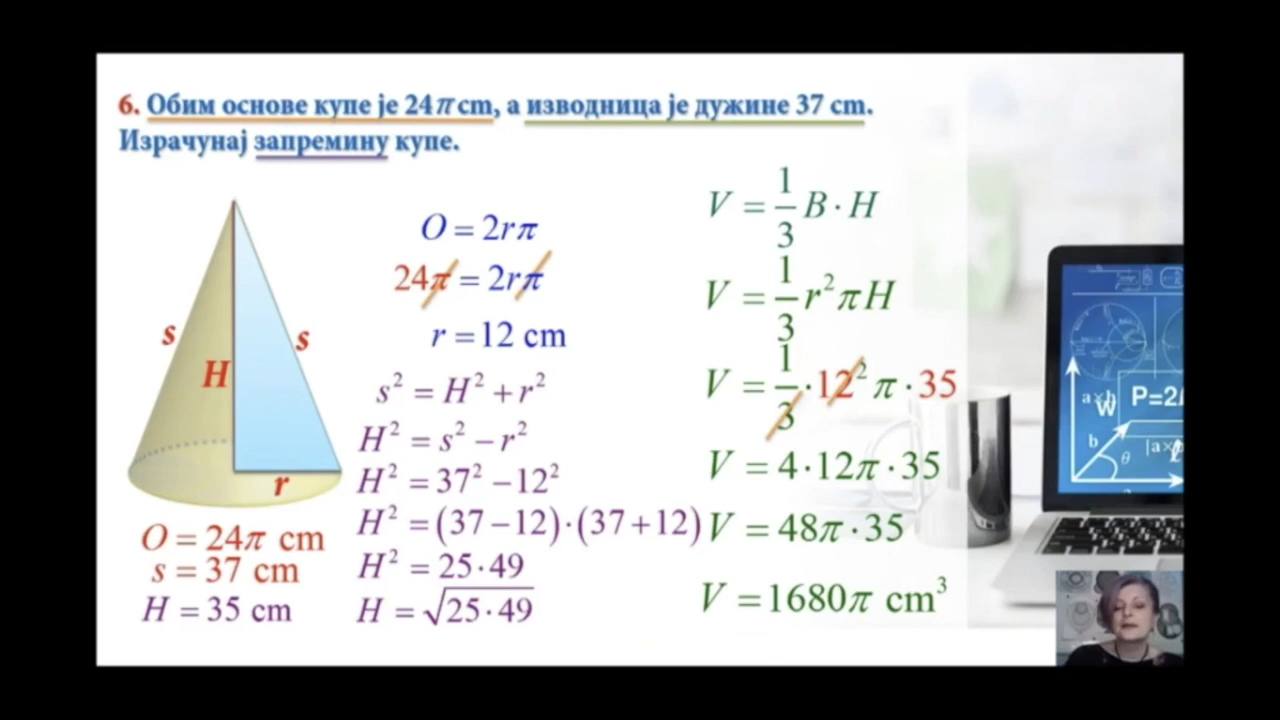 6. Обим основе купе је 24π cm, а изводница је дужине 37 cm.
Израчунај запремину купе.
s
s
H
r
O = 24π cm
s = 37 cm
H = 35 cm
O = 2rπ
24π = 2rπ
r = 12 cm
s² = H² + r²
H² = s² − r²
H² = 37² − 12²
H² = (37 − 12)·(37 + 12)
H² = 25·49
H = √25·49
V = 1/3 B·H
V = 1/3 r²πH
V = 1/3 ·12²π·35
V = 4·12π·35
V = 48π·35
V = 1680π cm³
a×b
W
P=2
b
θ
|a×